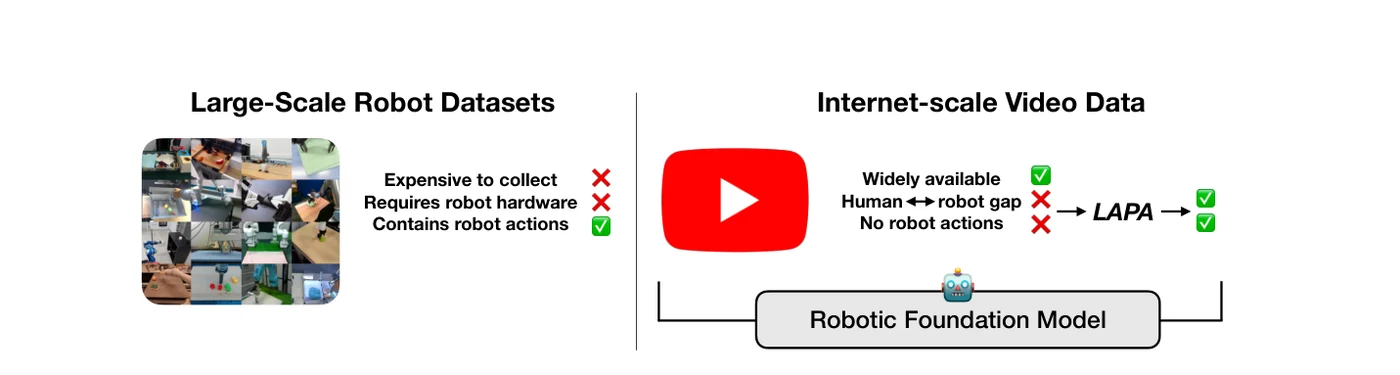 Large-Scale Robot Datasets
Expensive to collect ❌
Requires robot hardware ❌
Contains robot actions ✅
Internet-scale Video Data
Widely available ✅
Human ↔ robot gap ❌
No robot actions ❌
→ LAPA → ✅ ✅
Robotic Foundation Model